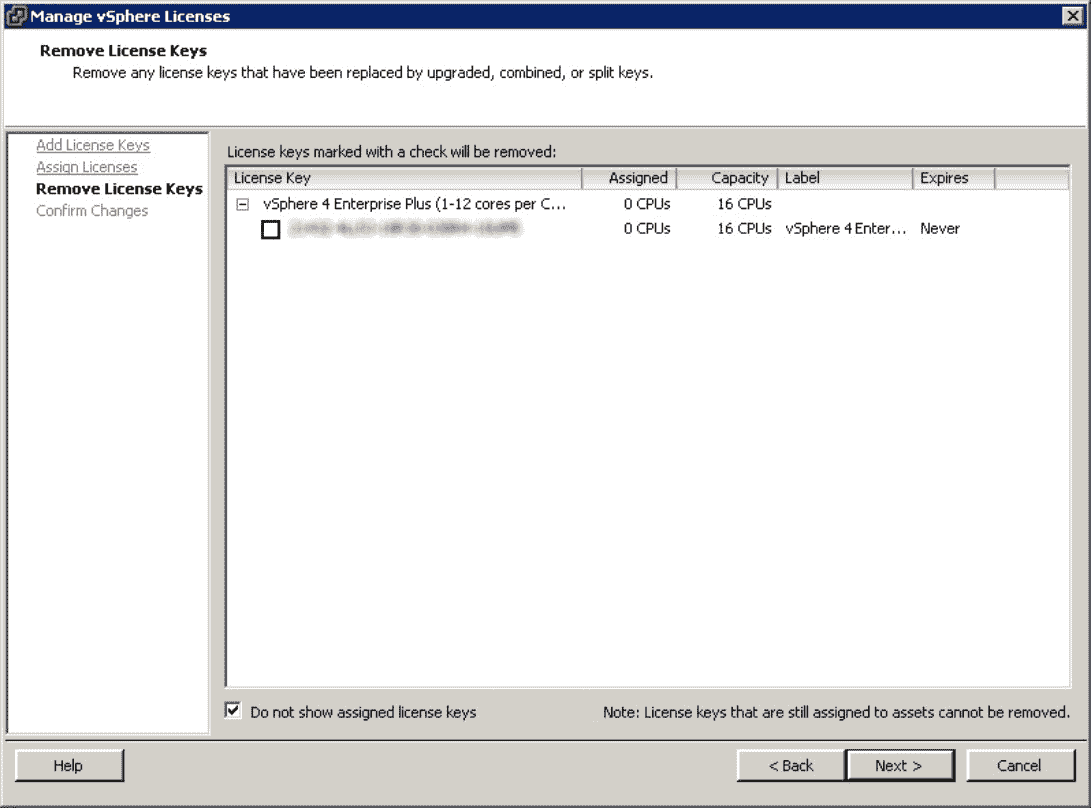 Manage vSphere Licenses
Remove License Keys
Remove any license keys that have been replaced by upgraded, combined, or split keys.
Add License Keys
Assign Licenses
Remove License Keys
Confirm Changes
License keys marked with a check will be removed:
License Key Assigned Capacity Label Expires
vSphere 4 Enterprise Plus (1-12 cores per C... 0 CPUs 16 CPUs
0 CPUs 16 CPUs vSphere 4 Enter... Never
Do not show assigned license keys
Note: License keys that are still assigned to assets cannot be removed.
Help
< Back
Next >
Cancel